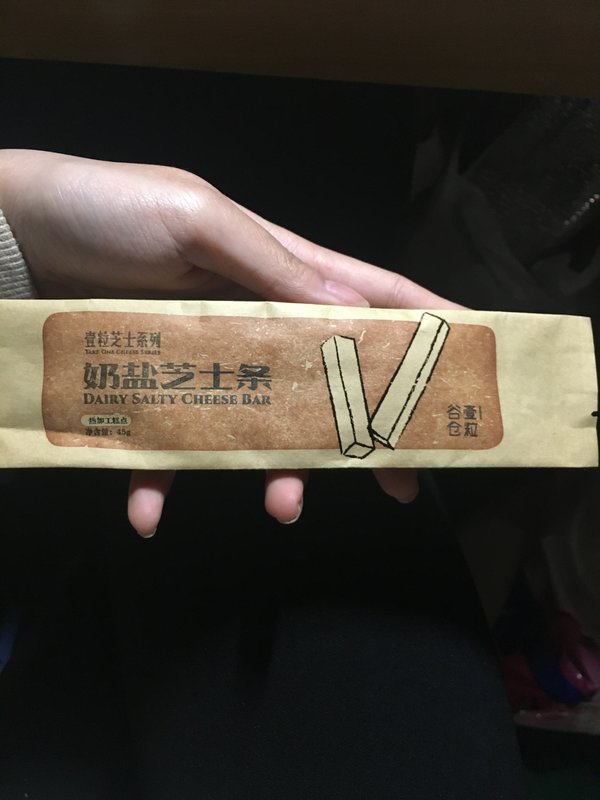 壹粒芝士系列
TAKE ONE CHEESE SERIES
奶盐芝士条
DAIRY SALTY CHEESE BAR
热加工糕点
净含量: 45g
谷壹
仓粒